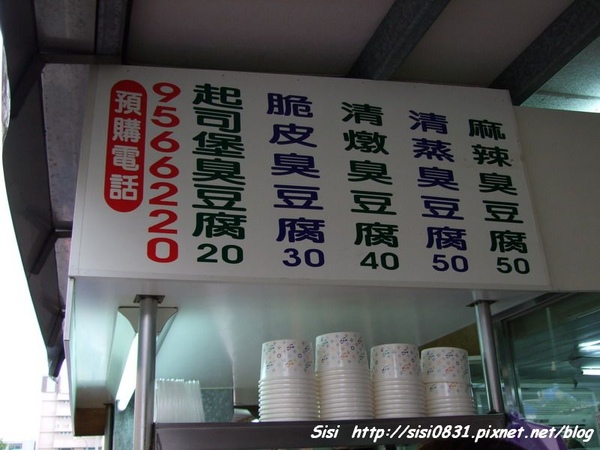 麻辣臭豆腐 50
清蒸臭豆腐 50
清燉臭豆腐 40
脆皮臭豆腐 30
起司堡臭豆腐 20
9566220
預購電話
Sisi http://sisi0831.pixnet.net/blog